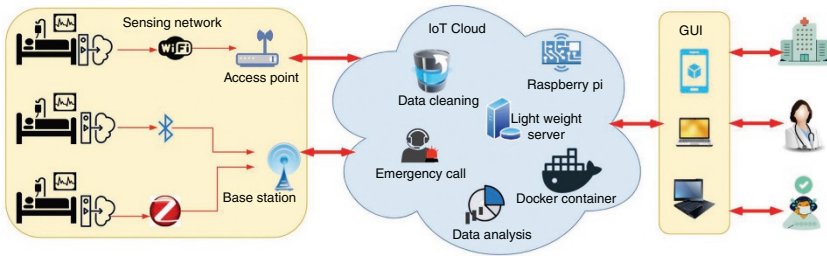 Sensing network
WiFi
Access point
Base station
IoT Cloud
Data cleaning
Raspberry pi
Light weight
server
Emergency call
Docker container
Data analysis
GUI